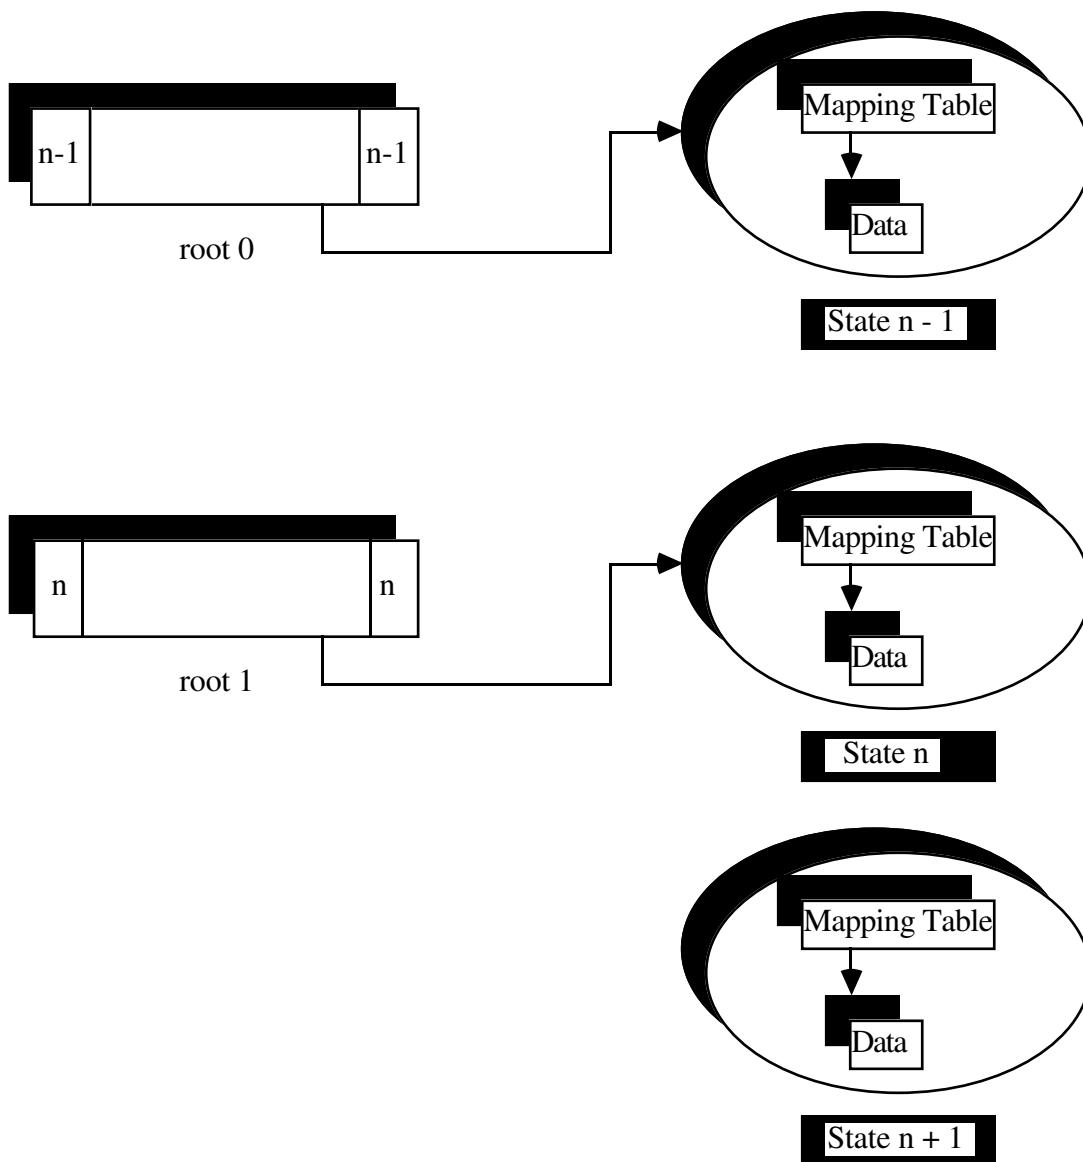 n-1
n-1
Mapping Table
Data
root 0
State n - 1
n
n
Mapping Table
Data
root 1
State n
Mapping Table
Data
State n + 1